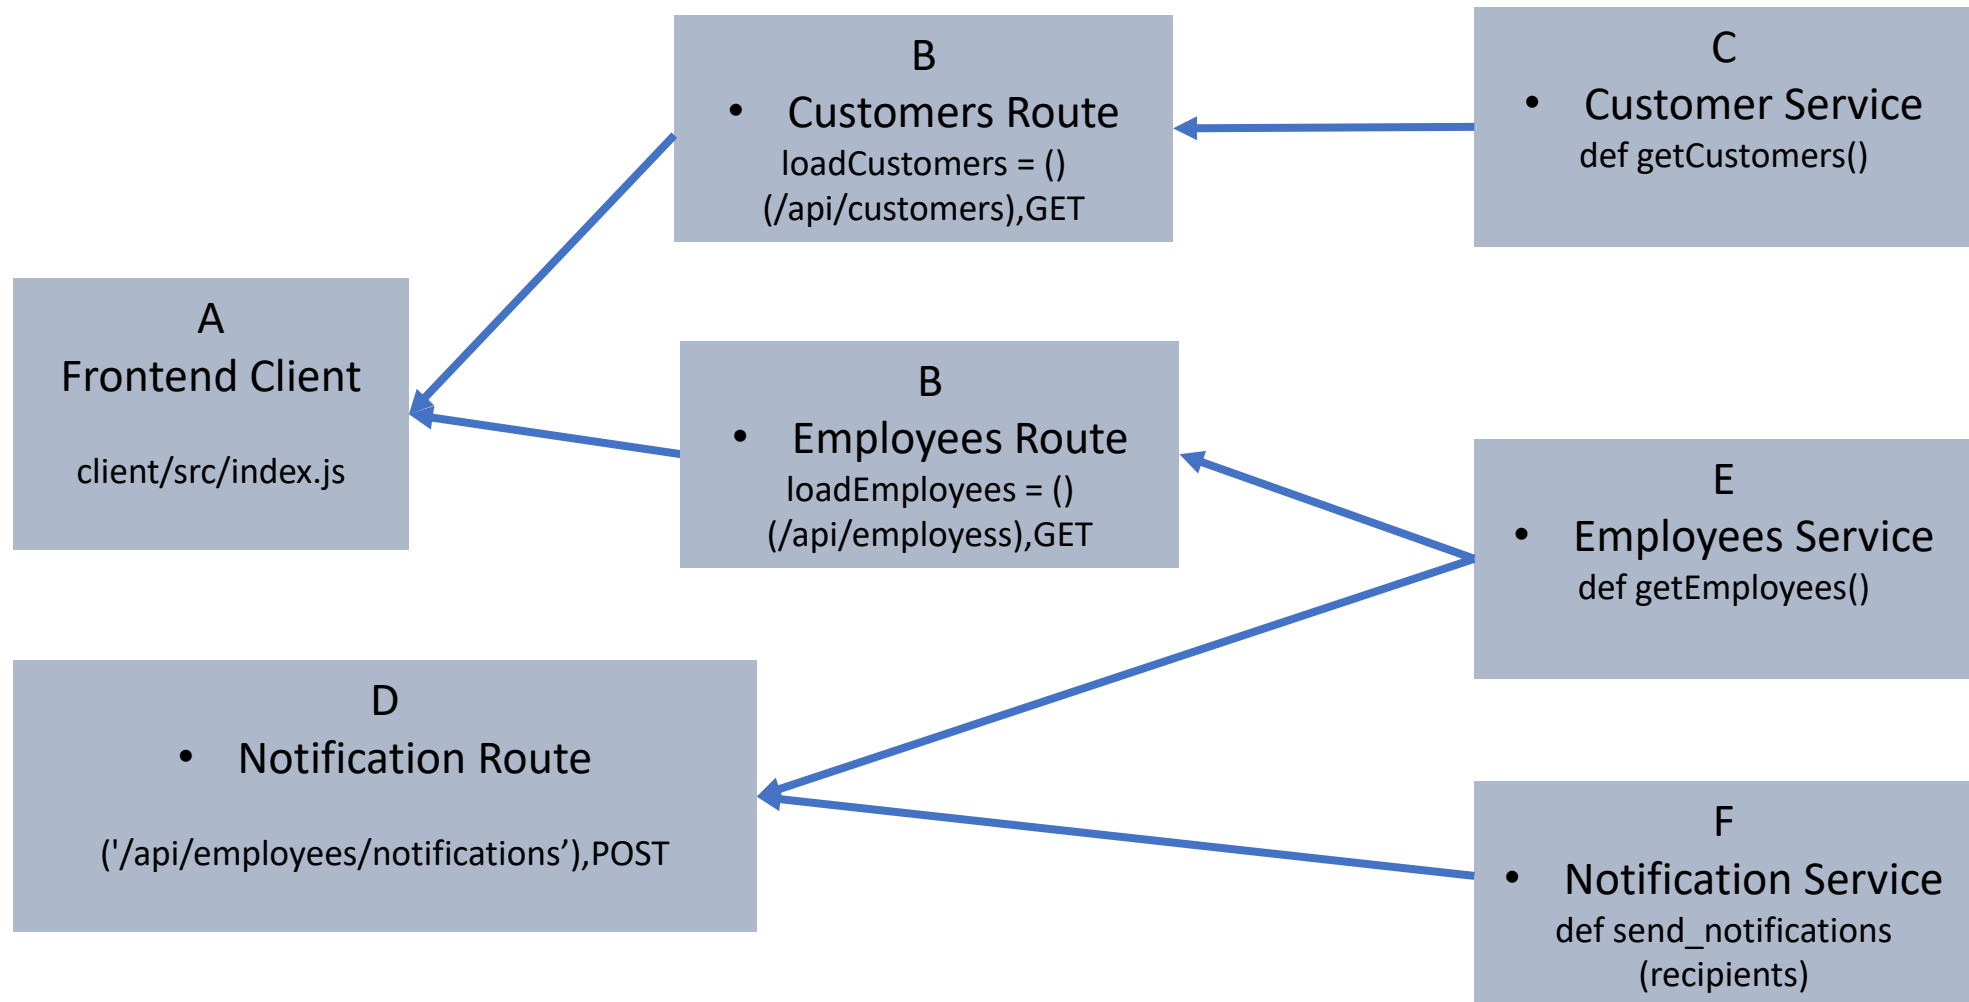 A
Frontend Client
client/src/index.js
B
• Customers Route
loadCustomers = ()
(/api/customers),GET
C
• Customer Service
def getCustomers()
B
• Employees Route
loadEmployees = ()
(/api/employess),GET
E
• Employees Service
def getEmployees()
D
• Notification Route
('/api/employees/notifications’),POST
F
• Notification Service
def send_notifications
(recipients)